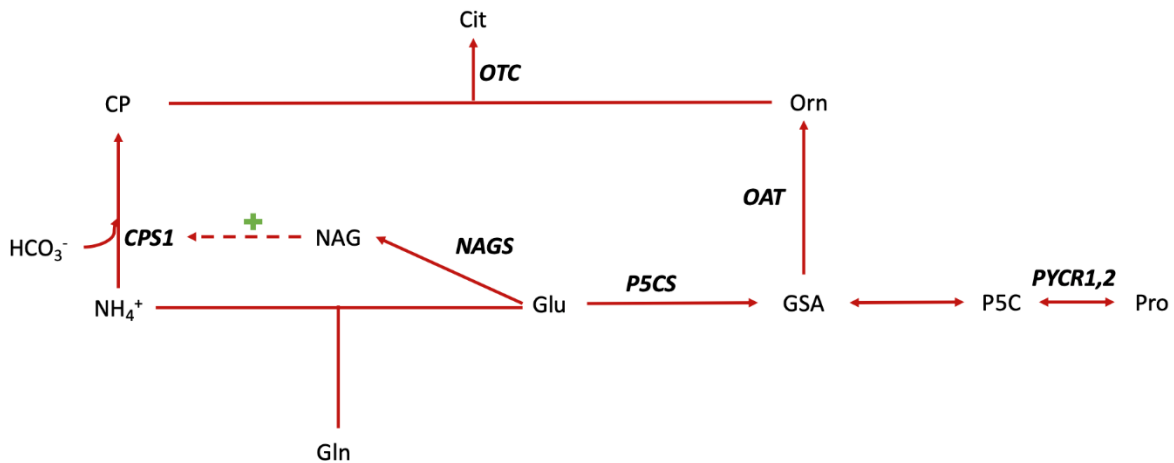 Cit
OTC
CP
Orn
OAT
HCO₃⁻
CPS1
+
NAG
NAGS
P5CS
PYCR1,2
NH₄⁺
Glu
GSA
P5C
Pro
Gln